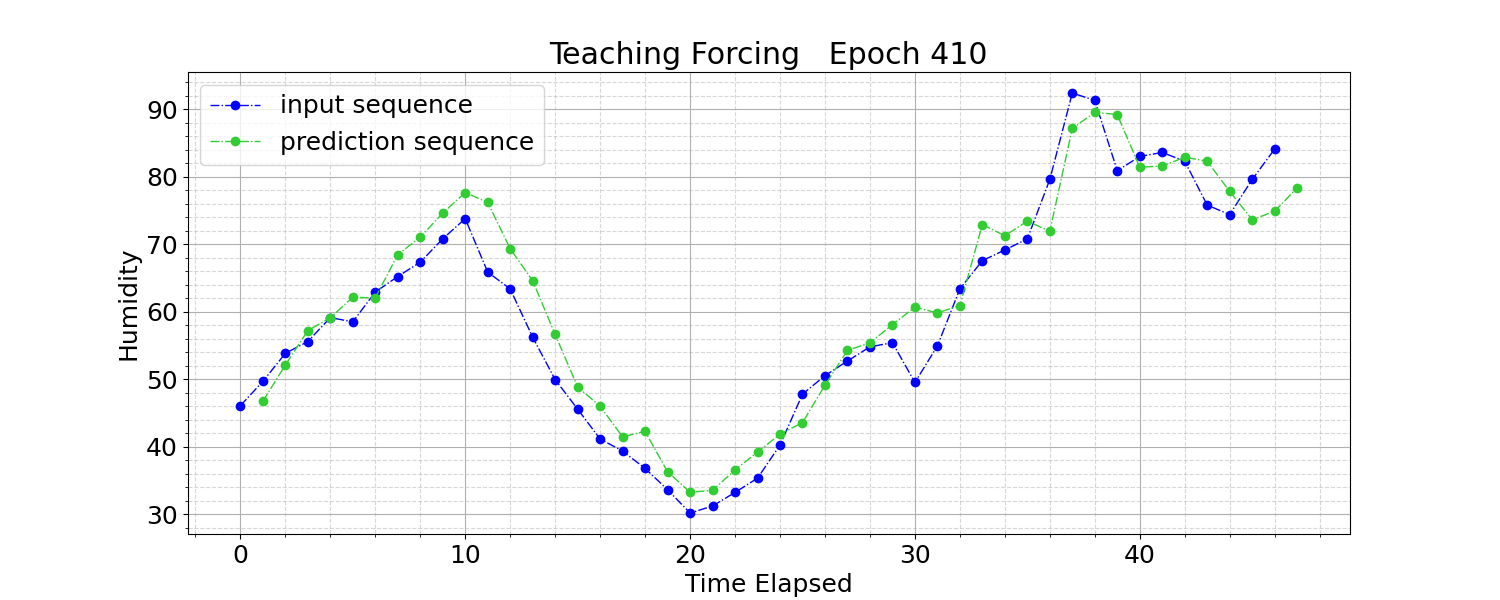 Teaching Forcing   Epoch 410
input sequence
prediction sequence
90
80
70
60
50
40
30
Humidity
0 10 20 30 40
Time Elapsed